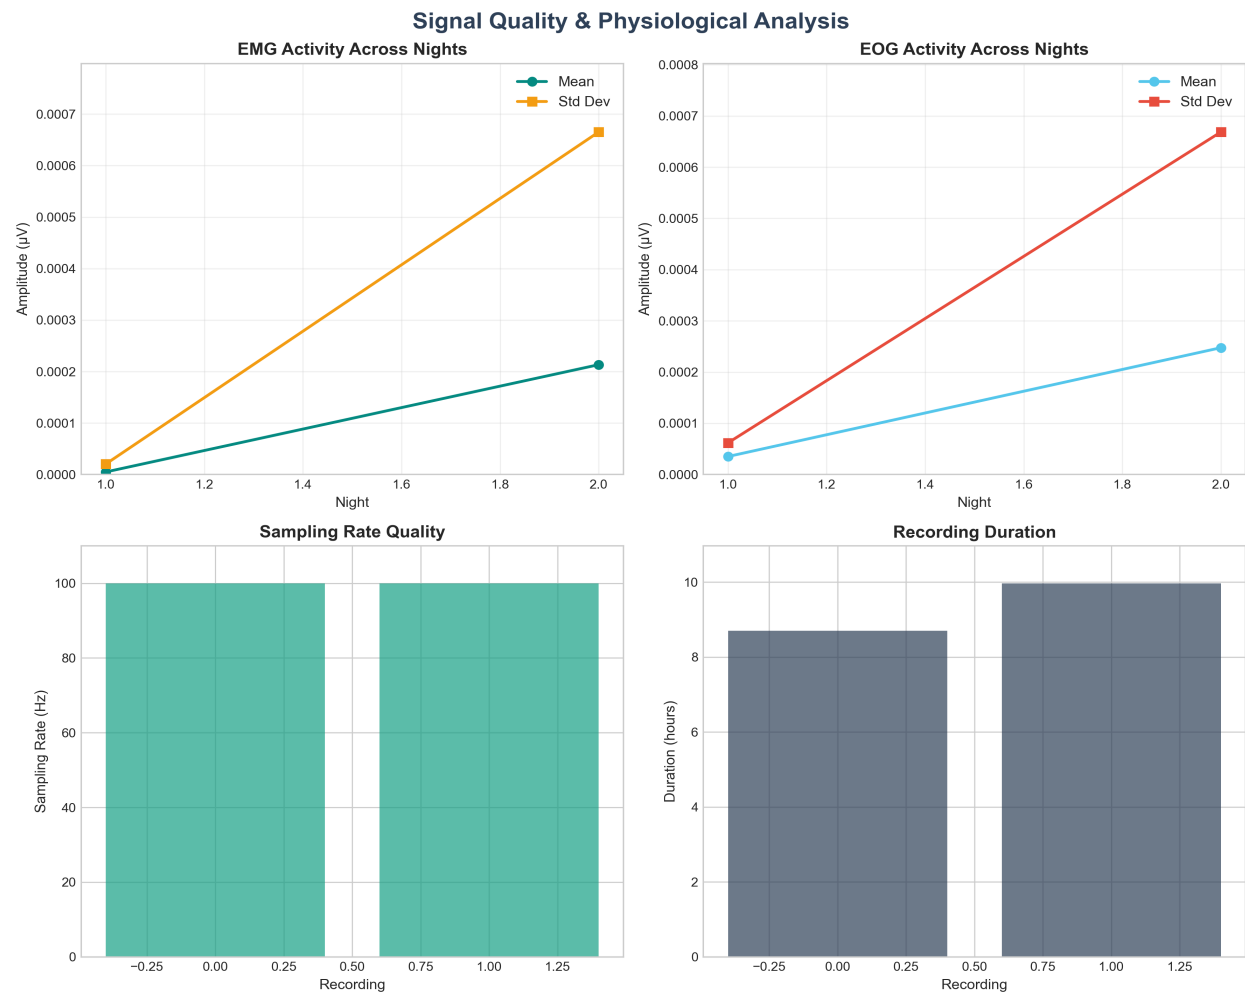 Signal Quality & Physiological Analysis
EMG Activity Across Nights
Mean
Std Dev
Amplitude (μV)
0.0007
0.0006
0.0005
0.0004
0.0003
0.0002
0.0001
0.0000
1.0 1.2 1.4 1.6 1.8 2.0
Night
EOG Activity Across Nights
Mean
Std Dev
Amplitude (μV)
0.0008
0.0007
0.0006
0.0005
0.0004
0.0003
0.0002
0.0001
0.0000
1.0 1.2 1.4 1.6 1.8 2.0
Night
Sampling Rate Quality
Sampling Rate (Hz)
100
80
60
40
20
0
−0.25 0.00 0.25 0.50 0.75 1.00 1.25
Recording
Recording Duration
Duration (hours)
10
8
6
4
2
0
−0.25 0.00 0.25 0.50 0.75 1.00 1.25
Recording